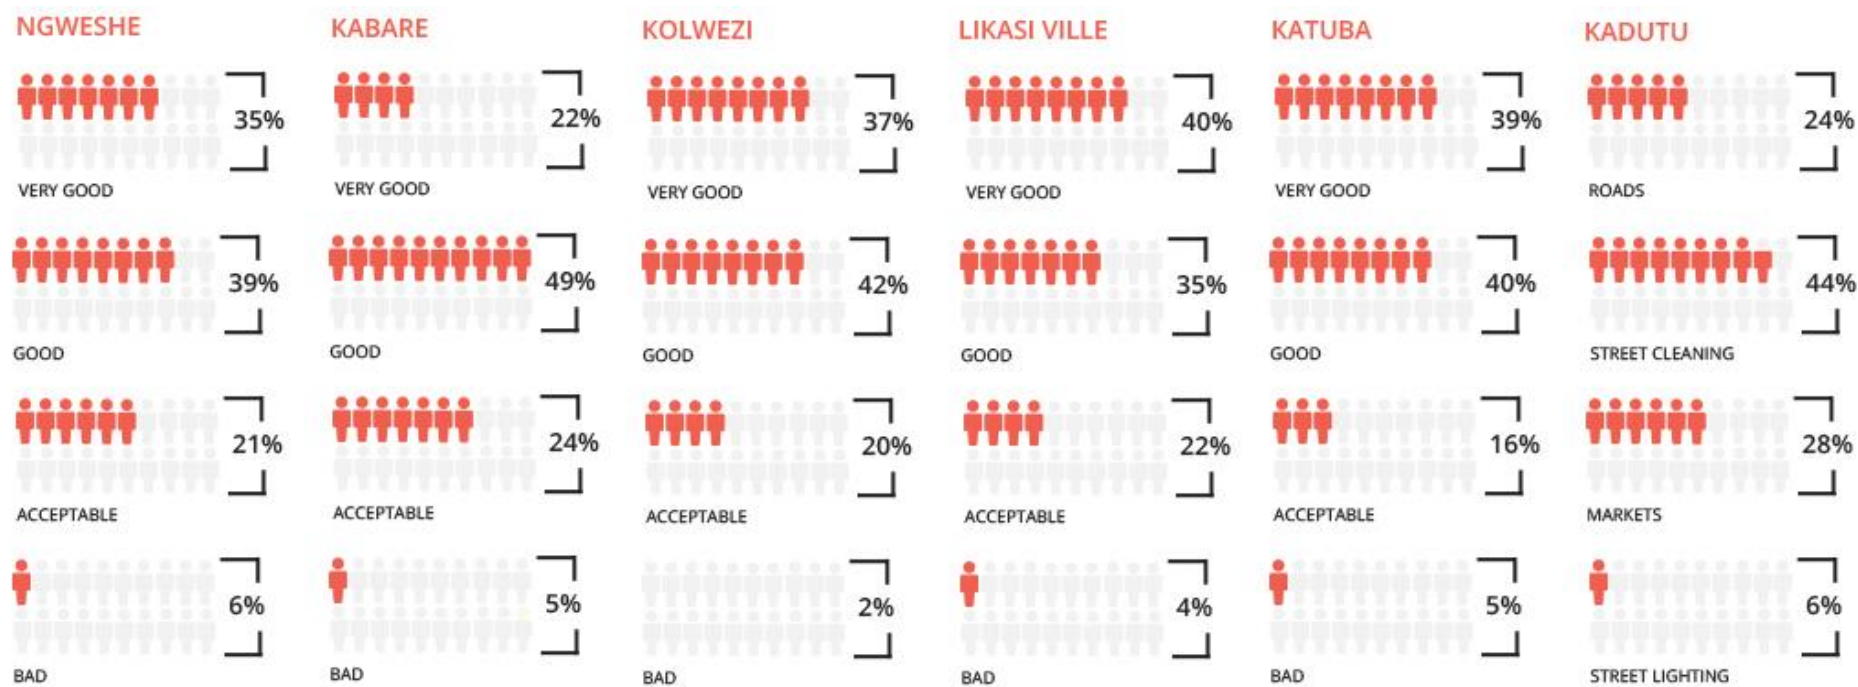 NGWESHE
35%
VERY GOOD
39%
GOOD
21%
ACCEPTABLE
6%
BAD
KABARE
22%
VERY GOOD
49%
GOOD
24%
ACCEPTABLE
5%
BAD
KOLWEZI
37%
VERY GOOD
42%
GOOD
20%
ACCEPTABLE
2%
BAD
LIKASI VILLE
40%
VERY GOOD
35%
GOOD
22%
ACCEPTABLE
4%
BAD
KATUBA
39%
VERY GOOD
40%
GOOD
16%
ACCEPTABLE
5%
BAD
KADUTU
24%
ROADS
44%
STREET CLEANING
28%
MARKETS
6%
STREET LIGHTING